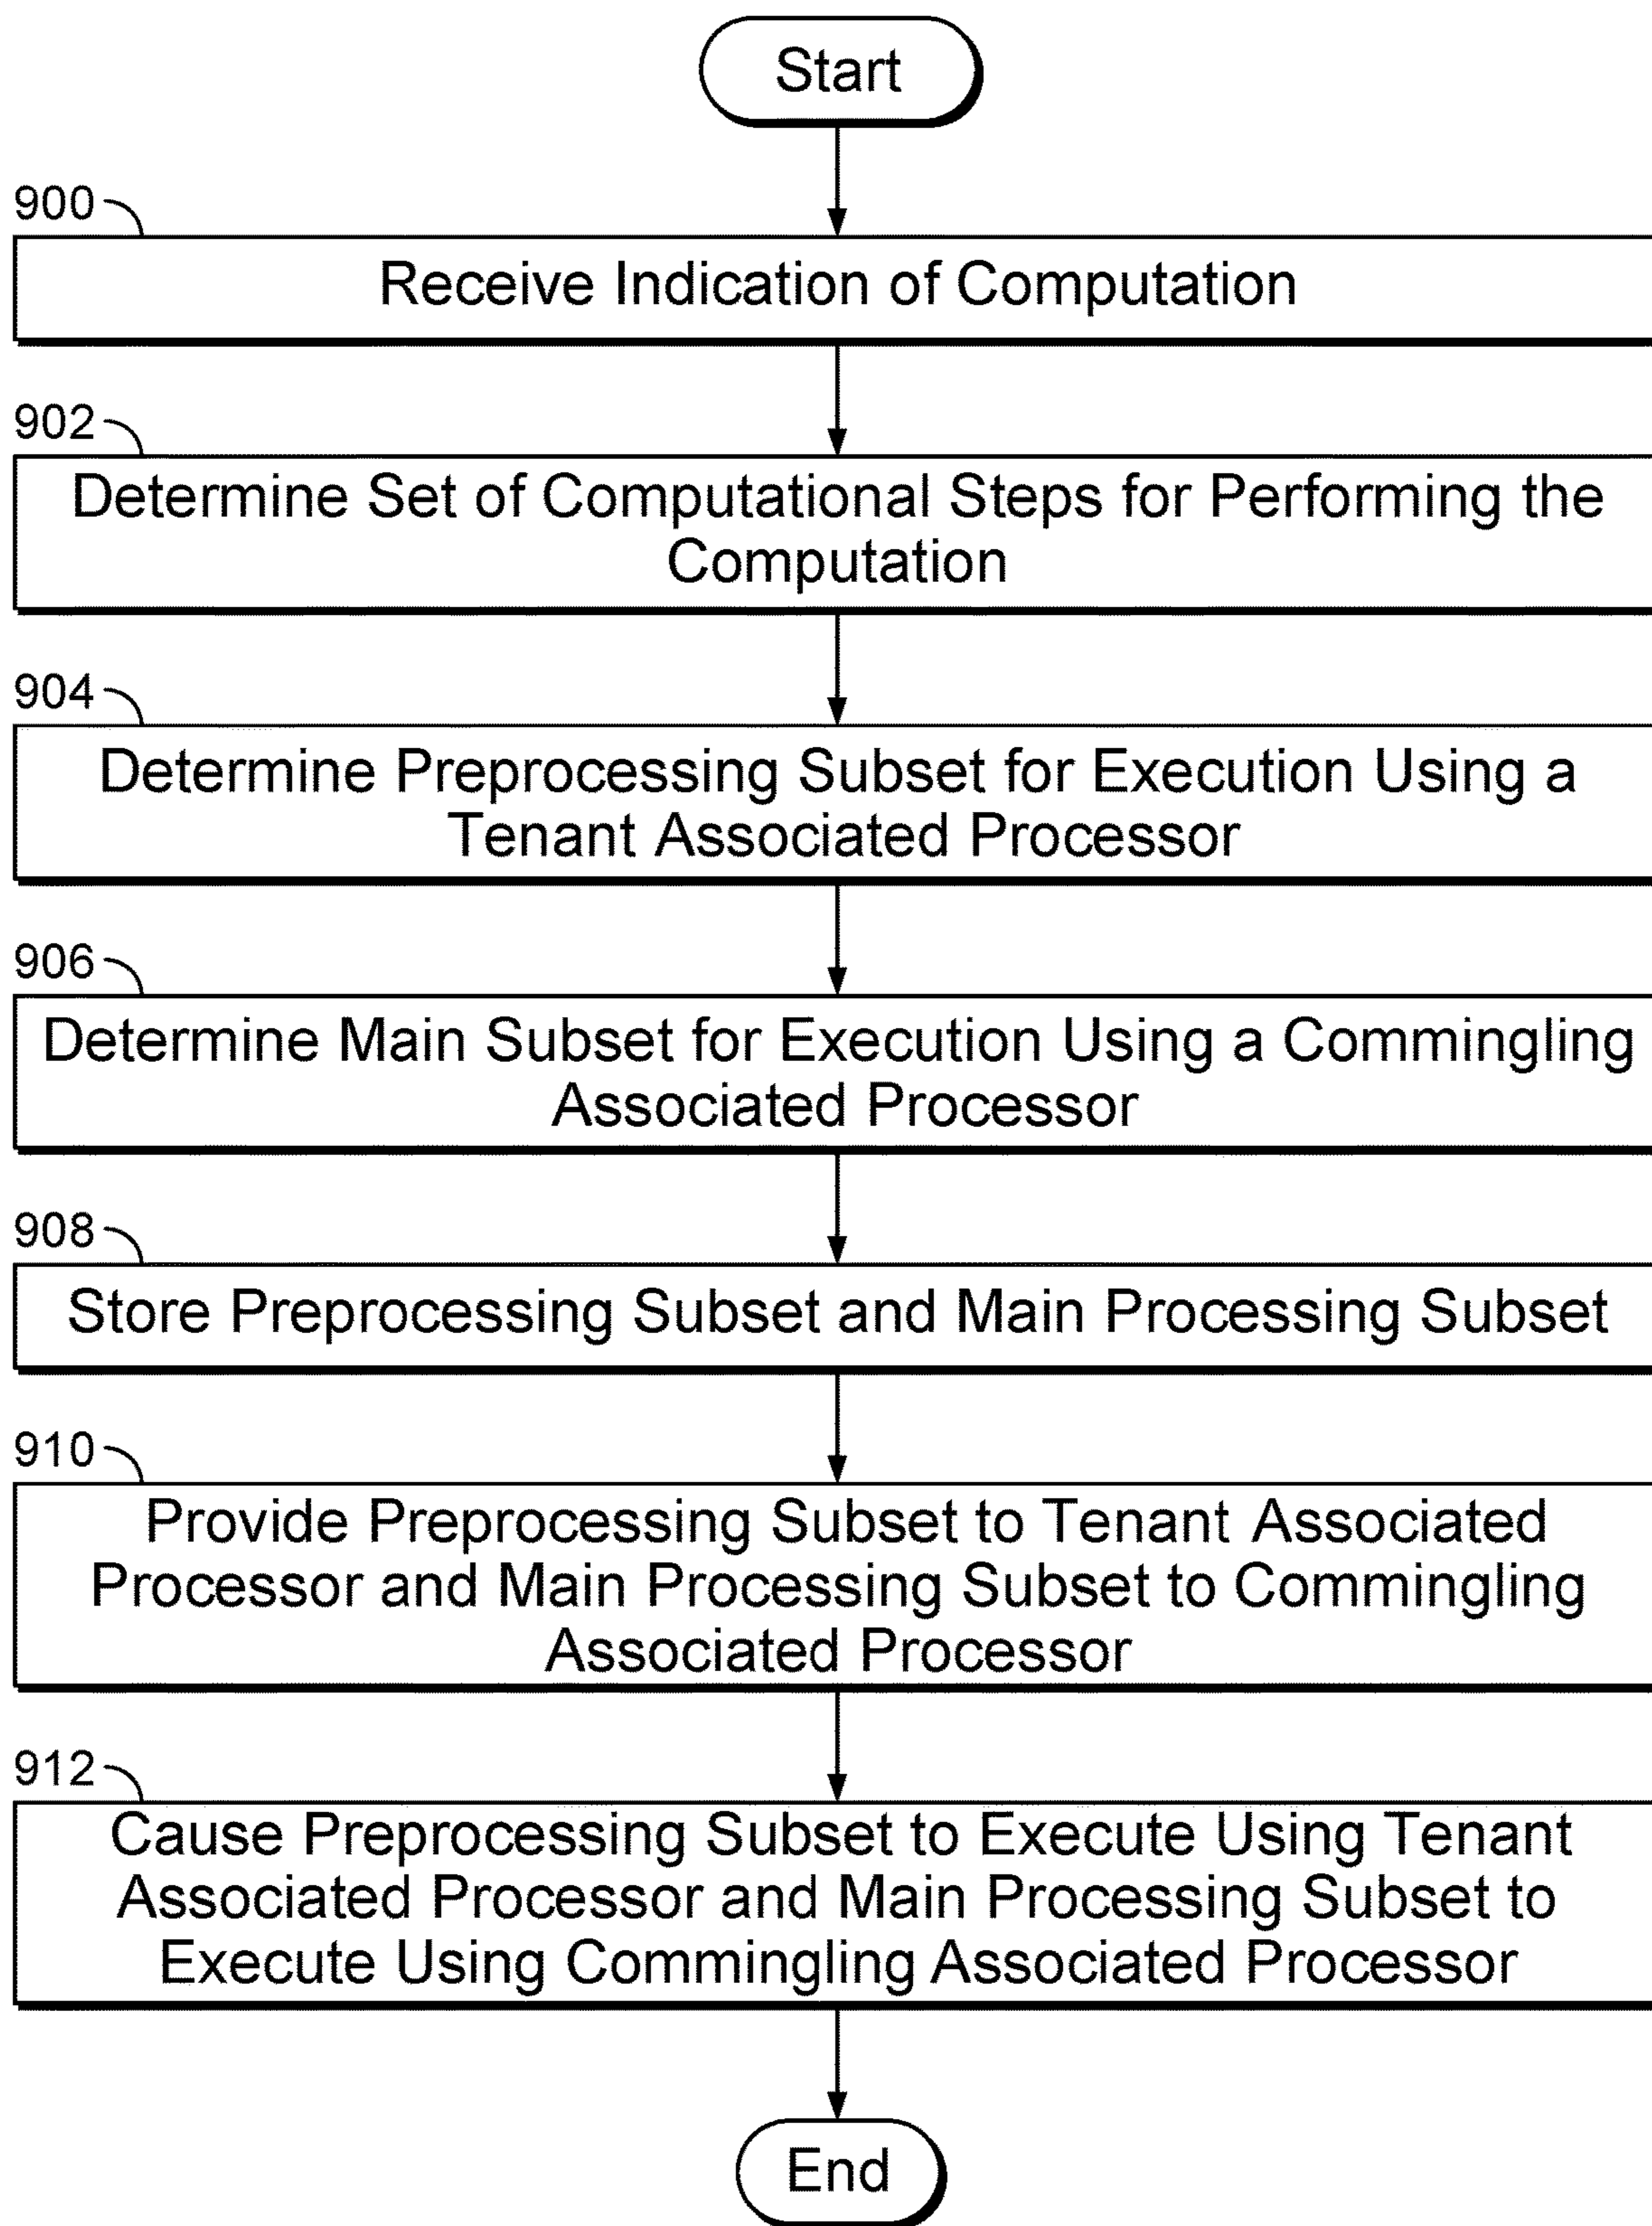 Start
900
Receive Indication of Computation
902
Determine Set of Computational Steps for Performing the
Computation
904
Determine Preprocessing Subset for Execution Using a
Tenant Associated Processor
906
Determine Main Subset for Execution Using a Commingling
Associated Processor
908
Store Preprocessing Subset and Main Processing Subset
910
Provide Preprocessing Subset to Tenant Associated
Processor and Main Processing Subset to Commingling
Associated Processor
912
Cause Preprocessing Subset to Execute Using Tenant
Associated Processor and Main Processing Subset to
Execute Using Commingling Associated Processor
End